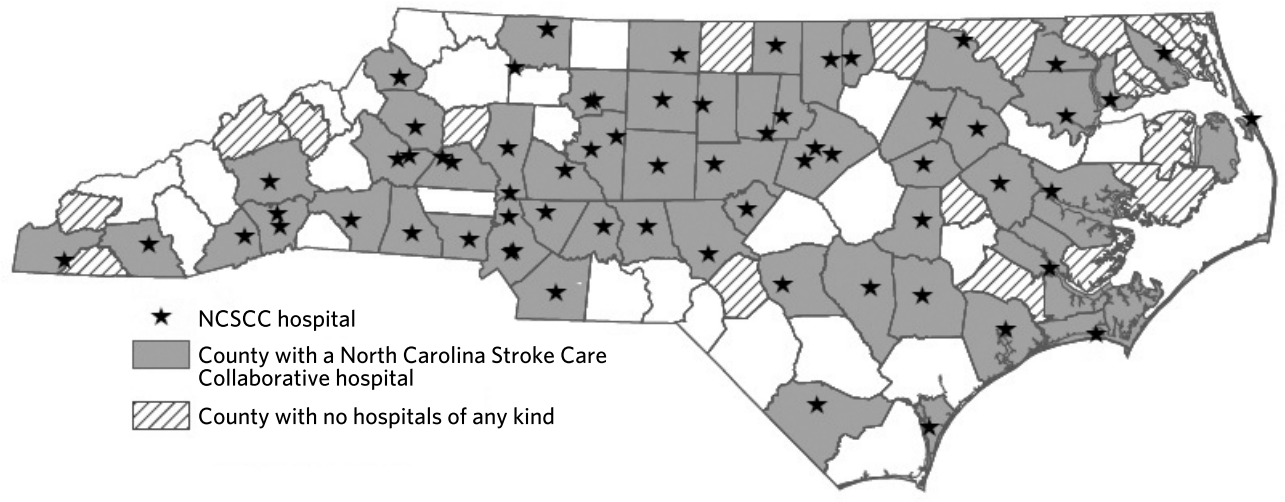 NCSCC hospital
County with a North Carolina Stroke Care
Collaborative hospital
County with no hospitals of any kind